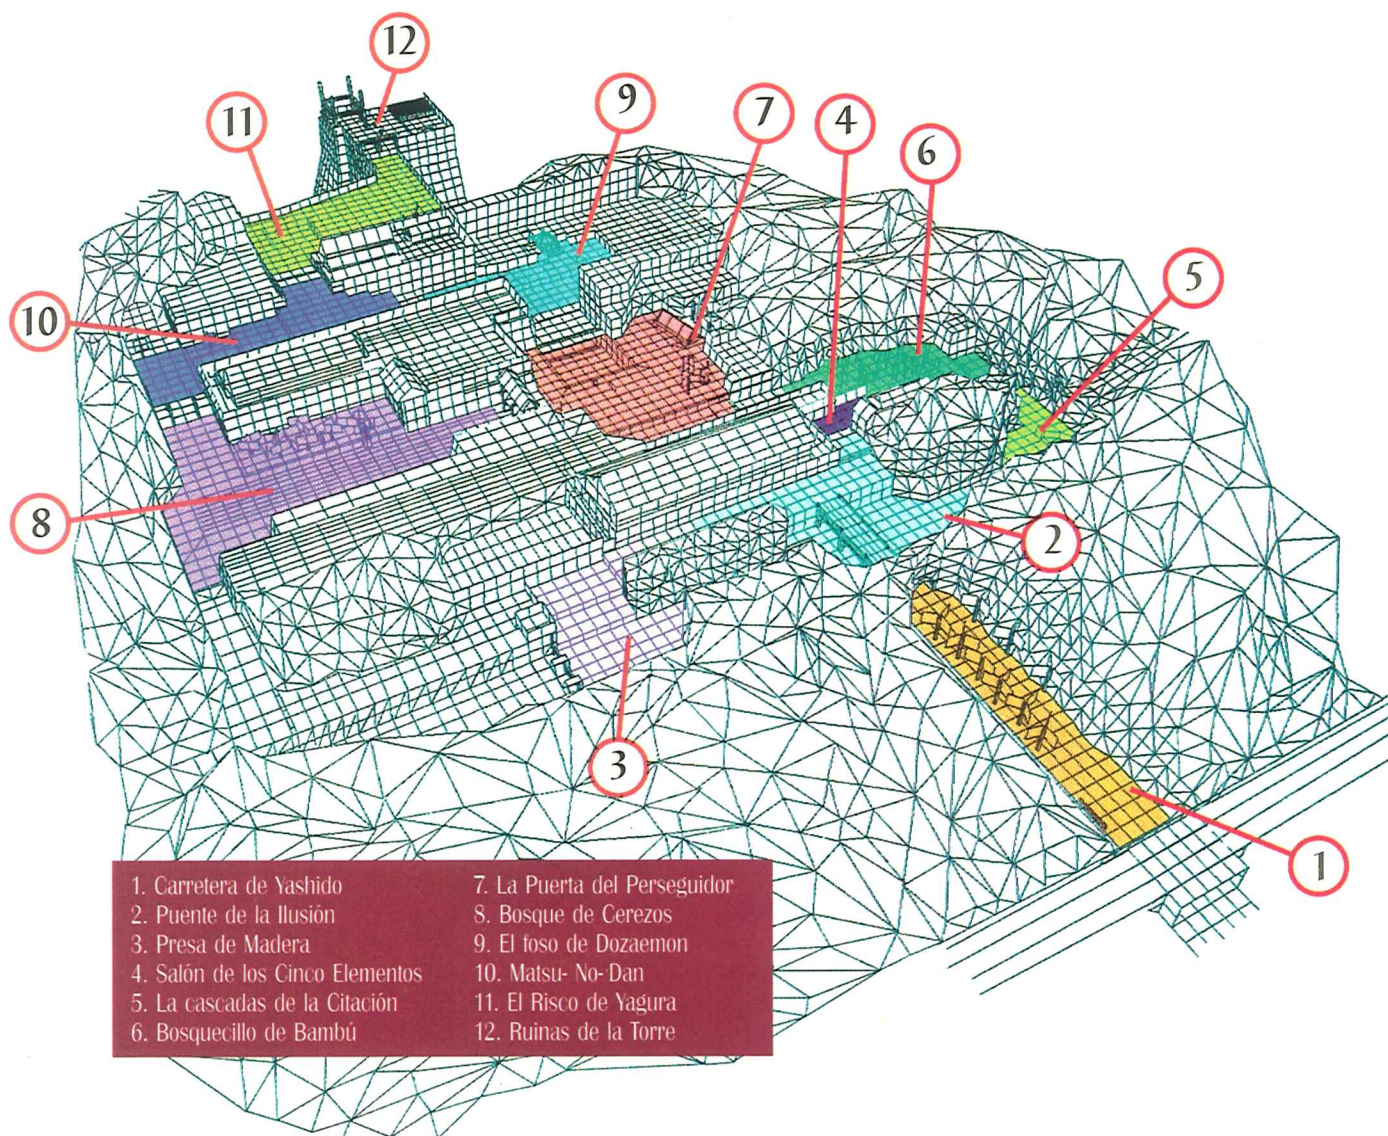 12
11
9
7
4
6
5
10
8
2
3
1
1. Carretera de Yashido
2. Puente de la Ilusión
3. Presa de Madera
4. Salón de los Cinco Elementos
5. La cascadas de la Citación
6. Bosquecillo de Bambú
7. La Puerta del Perseguidor
8. Bosque de Cerezos
9. El foso de Dozaemon
10. Matsu- No-Dan
11. El Risco de Yagura
12. Ruinas de la Torre